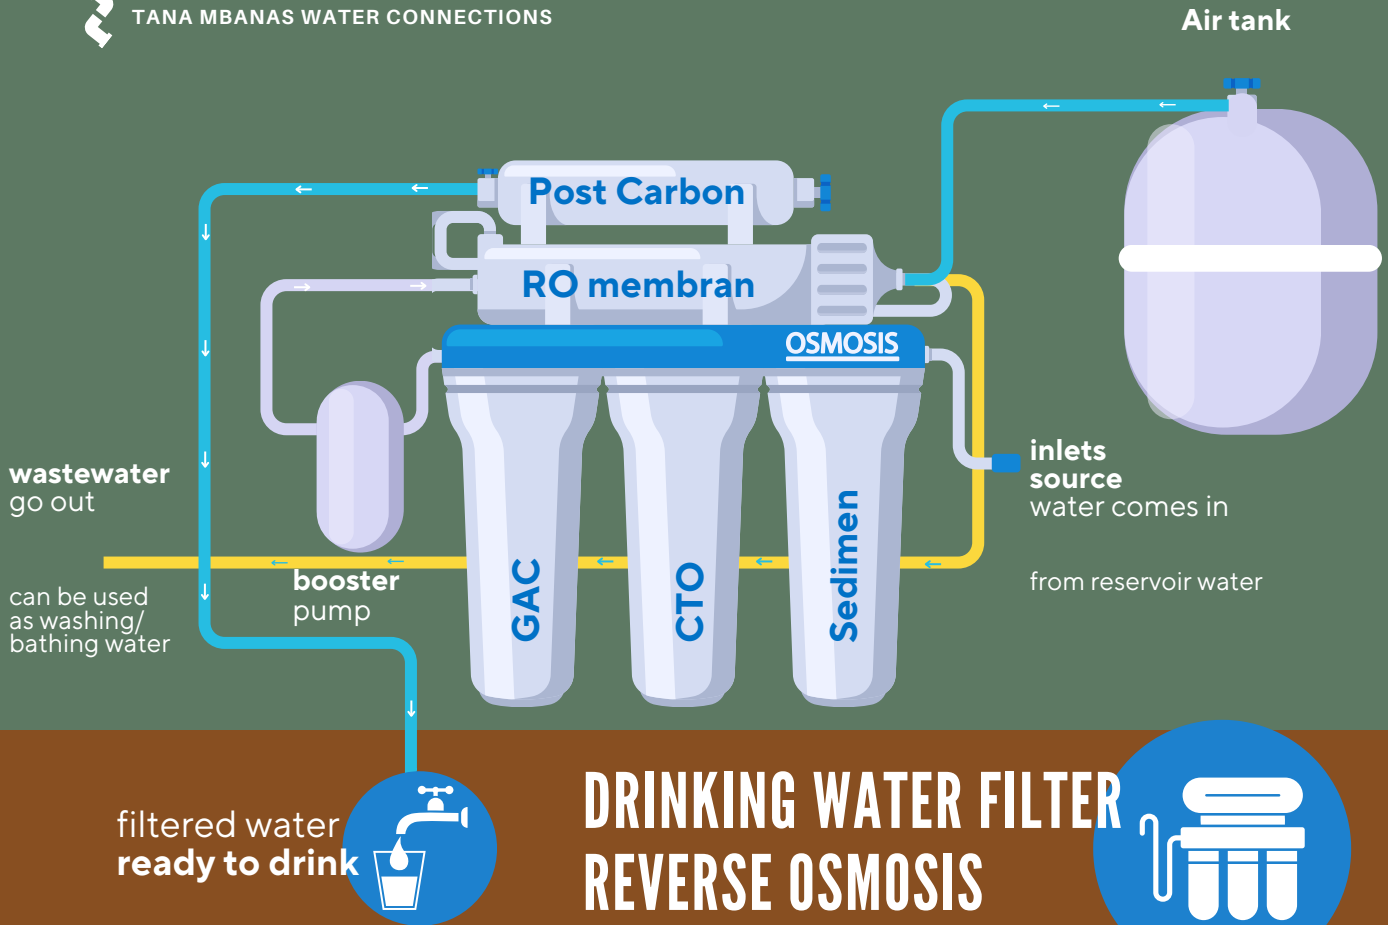 TANA MBANAS WATER CONNECTIONS
Air tank
Post Carbon
RO membran
OSMOSIS
GAC
CTO
Sedimen
wastewater
go out
can be used
as washing/
bathing water
booster
pump
inlets
source
water comes in
from reservoir water
filtered water
ready to drink
DRINKING WATER FILTER
REVERSE OSMOSIS